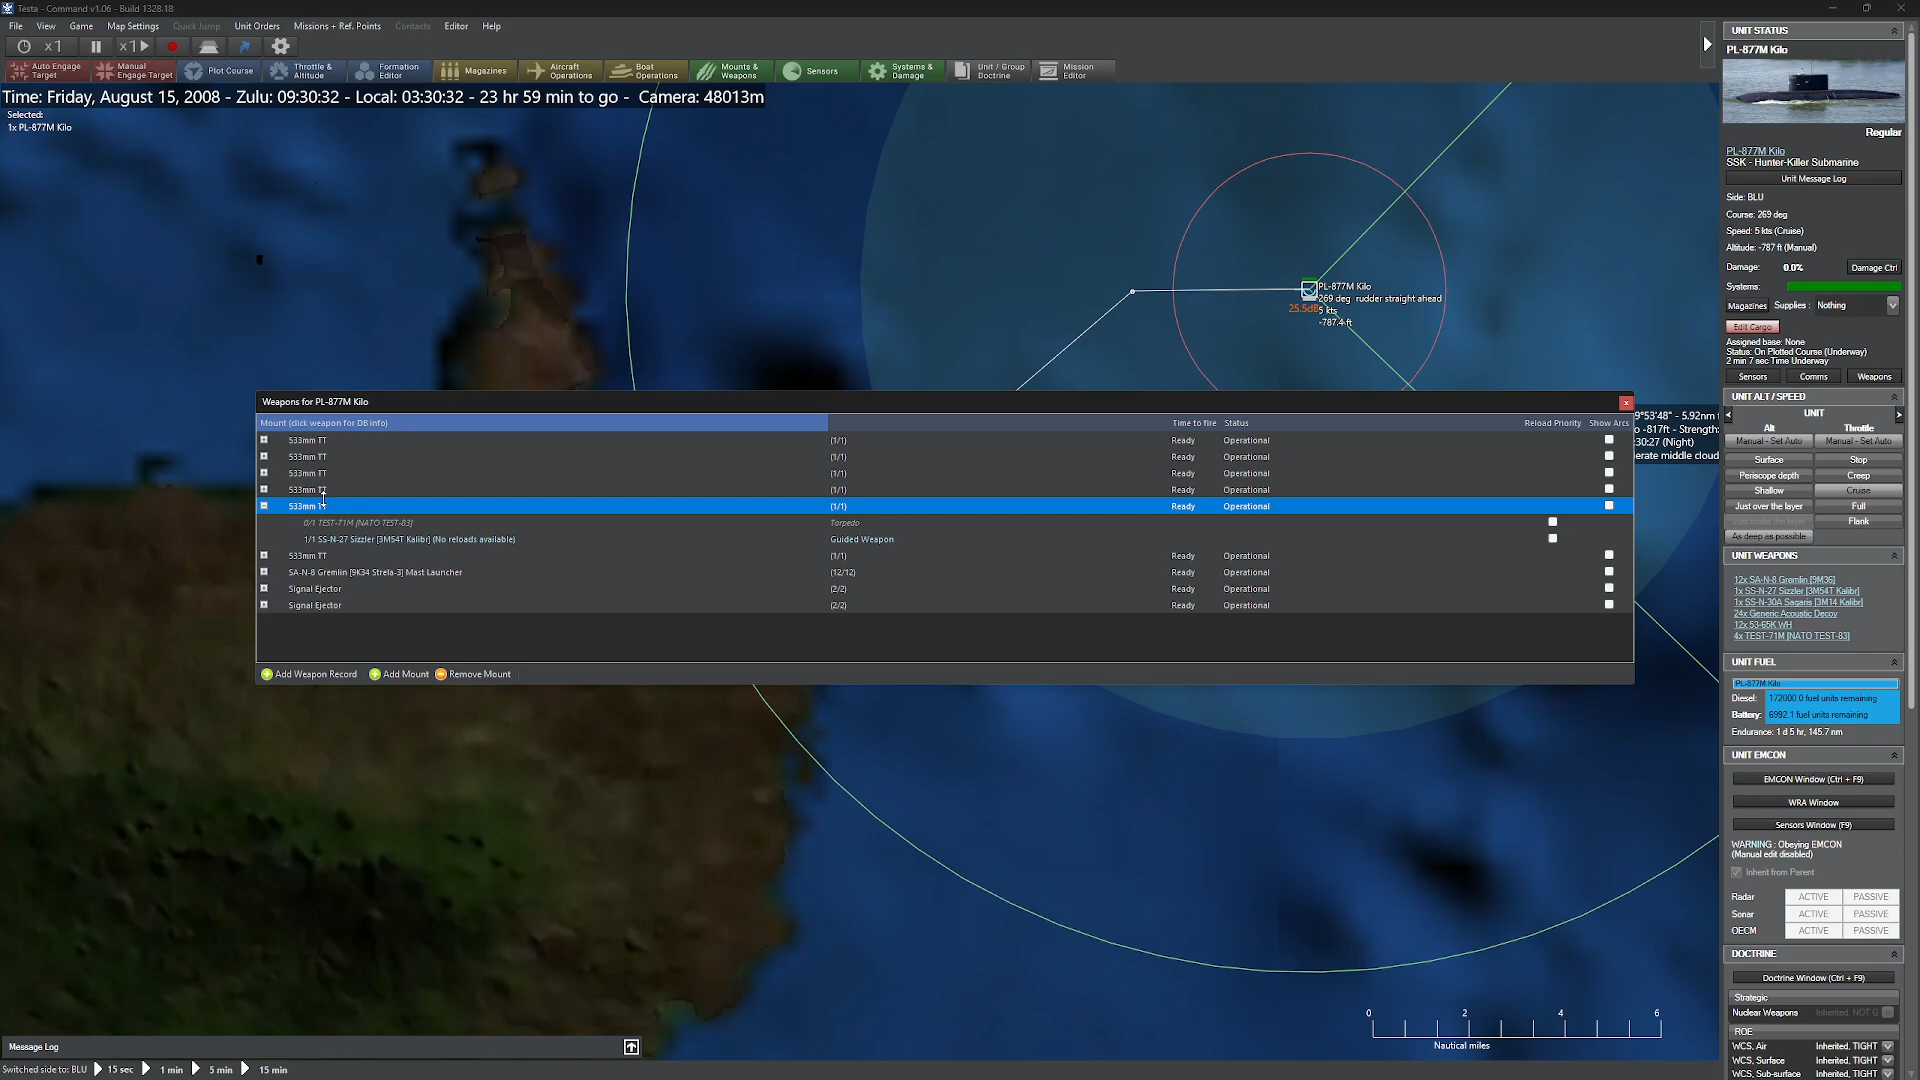 Testa - Command v1.06 - Build 1328.18
File View Game Map Settings Quick Jump Unit Orders Missions + Ref. Points Contacts Editor Help
x1 x1
Auto Engage Target
Manual Engage Target
Plot Course
Throttle & Altitude
Formation Editor
Magazines
Aircraft Operations
Boat Operations
Mounts & Weapons
Sensors
Systems & Damage
Unit / Group Doctrine
Mission Editor
Time: Friday, August 15, 2008 - Zulu: 09:30:32 - Local: 03:30:32 - 23 hr 59 min to go - Camera: 48013m
Selected:
1x PL-877M Kilo
PL-877M Kilo
269 deg rudder straight ahead
25.5dB 5 kts
-787.4 ft
Weapons for PL-877M Kilo
Mount (click weapon for DB info) Time to fire Status Reload Priority Show Arcs
533mm TT (1/1) Ready Operational
533mm TT (1/1) Ready Operational
533mm TT (1/1) Ready Operational
533mm TT (1/1) Ready Operational
533mm TT (1/1) Ready Operational
0/1 TEST-71M [NATO TEST-83] Torpedo
1/1 SS-N-27 Sizzler [3M54T Kalibr] (No reloads available) Guided Weapon
533mm TT (1/1) Ready Operational
SA-N-8 Gremlin [9K34 Strela-3] Mast Launcher (12/12) Ready Operational
Signal Ejector (2/2) Ready Operational
Signal Ejector (2/2) Ready Operational
Add Weapon Record Add Mount Remove Mount
9°53'48" - 5.92nm
o -817ft - Strength:
:30:27 (Night)
erate middle cloud
0 2 4 6
Nautical miles
Message Log
Switched side to: BLU 15 sec 1 min 5 min 15 min
UNIT STATUS
PL-877M Kilo
Regular
PL-877M Kilo
SSK - Hunter-Killer Submarine
Unit Message Log
Side: BLU
Course: 269 deg
Speed: 5 kts (Cruise)
Altitude: -787 ft (Manual)
Damage: 0.0% Damage Ctrl
Systems:
Magazines Supplies : Nothing
Edit Cargo
Assigned base: None
Status: On Plotted Course (Underway)
2 min 7 sec Time Underway
Sensors Comms Weapons
UNIT ALT / SPEED
UNIT
Alt Throttle
Manual - Set Auto Manual - Set Auto
Surface Stop
Periscope depth Creep
Shallow Cruise
Just over the layer Full
Just under the layer Flank
As deep as possible
UNIT WEAPONS
12x SA-N-8 Gremlin [9M36]
1x SS-N-27 Sizzler [3M54T Kalibr]
1x SS-N-30A Sagaris [3M14 Kalibr]
24x Generic Acoustic Decoy
12x 53-65K WH
4x TEST-71M [NATO TEST-83]
UNIT FUEL
PL-877M Kilo
Diesel: 172000.0 fuel units remaining
Battery: 6992.1 fuel units remaining
Endurance: 1 d 5 hr, 145.7 nm
UNIT EMCON
EMCON Window (Ctrl + F9)
WRA Window
Sensors Window (F9)
WARNING : Obeying EMCON
(Manual edit disabled)
Inherit from Parent
Radar ACTIVE PASSIVE
Sonar ACTIVE PASSIVE
OECM ACTIVE PASSIVE
DOCTRINE
Doctrine Window (Ctrl + F9)
Strategic
Nuclear Weapons Inherited, NOT G
ROE
WCS, Air Inherited, TIGHT
WCS, Surface Inherited, TIGHT
WCS, Sub-surface Inherited, TIGHT